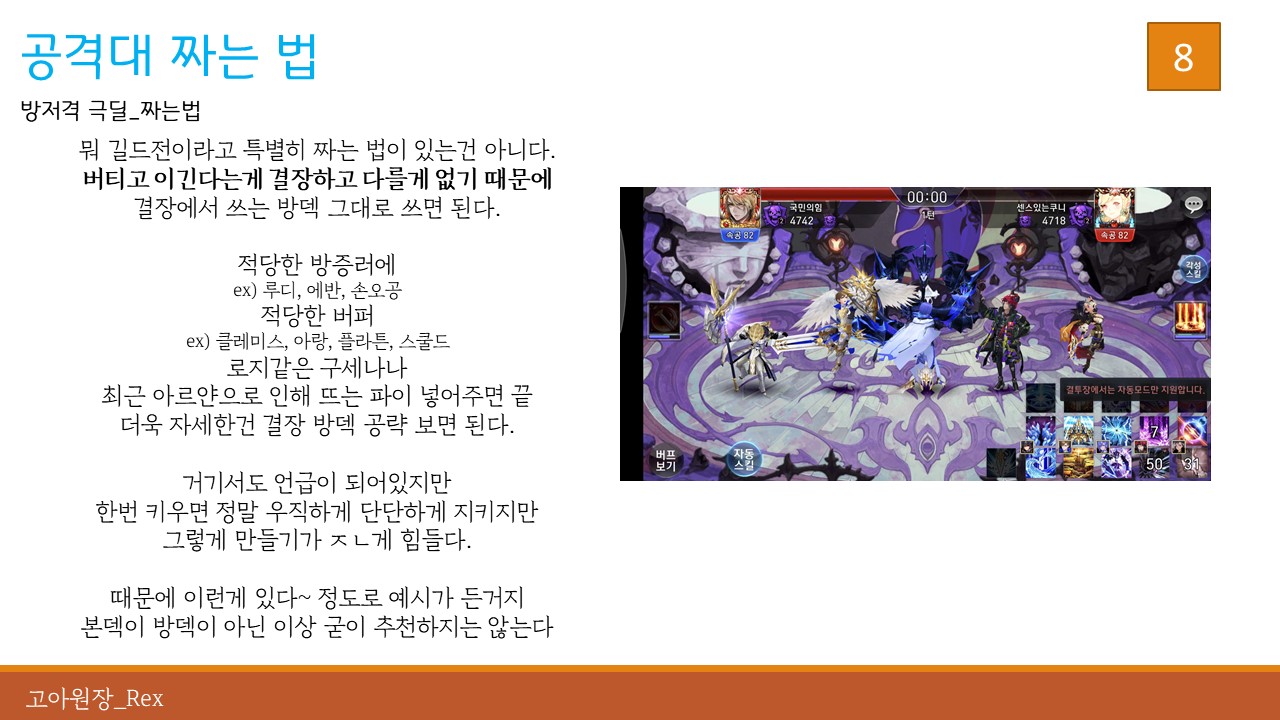 공격대 짜는 법
8
방저격 극딜_짜는법
뭐 길드전이라고 특별히 짜는 법이 있는건 아니다.
버티고 이긴다는게 결장하고 다를게 없기 때문에
결장에서 쓰는 방덱 그대로 쓰면 된다.
적당한 방증러에
ex) 루디, 에반, 손오공
적당한 버퍼
ex) 클레미스, 아랑, 플라튼, 스쿨드
로지같은 구세나나
최근 아르얀으로 인해 뜨는 파이 넣어주면 끝
더욱 자세한건 결장 방덱 공략 보면 된다.
거기서도 언급이 되어있지만
한번 키우면 정말 우직하게 단단하게 지키지만
그렇게 만들기가 ㅈㄴ게 힘들다.
때문에 이런게 있다~ 정도로 예시가 든거지
본덱이 방덱이 아닌 이상 굳이 추천하지는 않는다
00:00
1턴
국민의힘
4742
속공 82
센스있는쿠니
4718
속공 82
각성
스킬
결투장에서는 자동모드만 지원합니다.
버프
보기
자동
스킬
7
50
31
고아원장_Rex